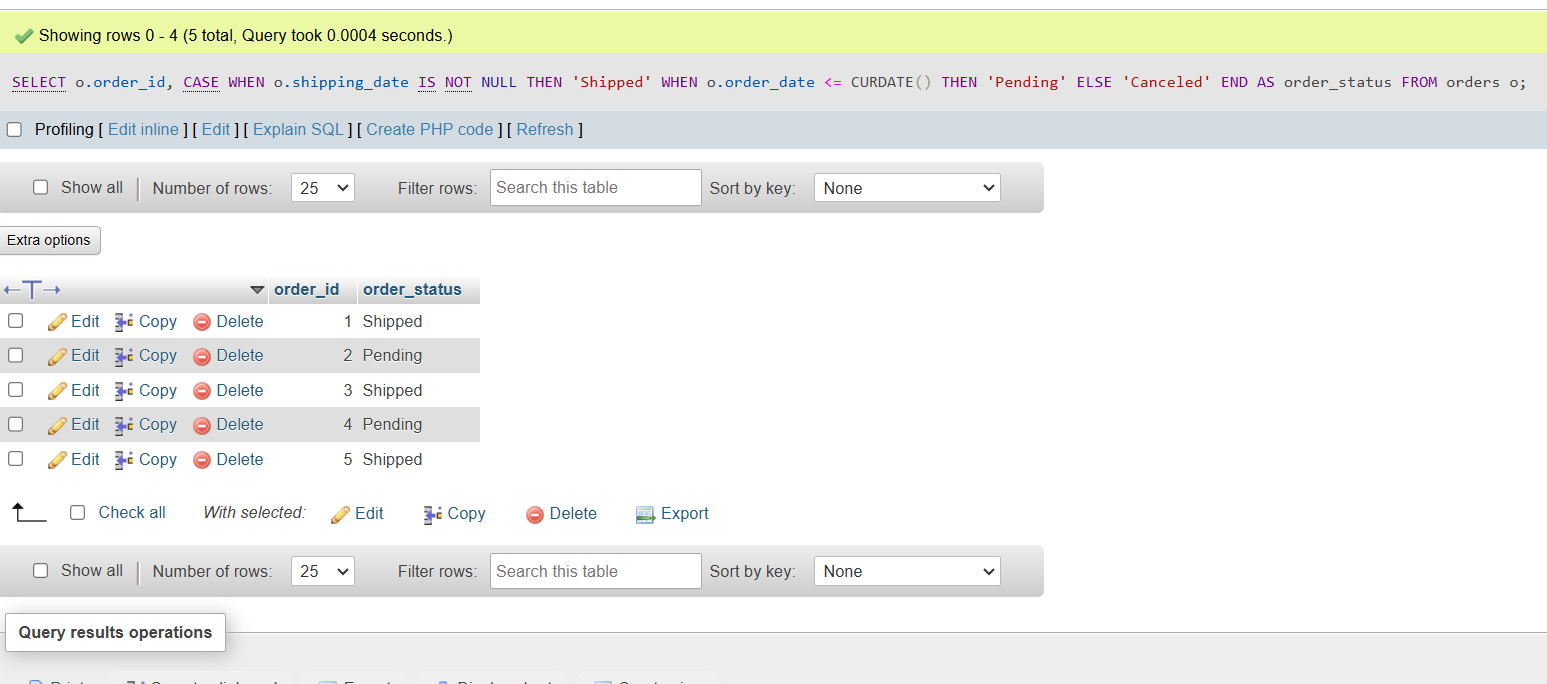 Showing rows 0 - 4 (5 total, Query took 0.0004 seconds.)
SELECT o.order_id, CASE WHEN o.shipping_date IS NOT NULL THEN 'Shipped' WHEN o.order_date <= CURDATE() THEN 'Pending' ELSE 'Canceled' END AS order_status FROM orders o;
Profiling [ Edit inline ] [ Edit ] [ Explain SQL ] [ Create PHP code ] [ Refresh ]
Show all Number of rows: 25 Filter rows: Search this table Sort by key: None
Extra options
←T→ order_id order_status
Edit Copy Delete 1 Shipped
Edit Copy Delete 2 Pending
Edit Copy Delete 3 Shipped
Edit Copy Delete 4 Pending
Edit Copy Delete 5 Shipped
Check all With selected: Edit Copy Delete Export
Show all Number of rows: 25 Filter rows: Search this table Sort by key: None
Query results operations